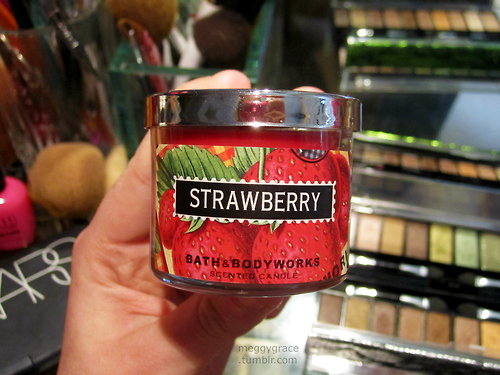 STRAWBERRY
BATH&BODYWORKS
SCENTED CANDLE
NARS
meggygrace
.tumblr.com